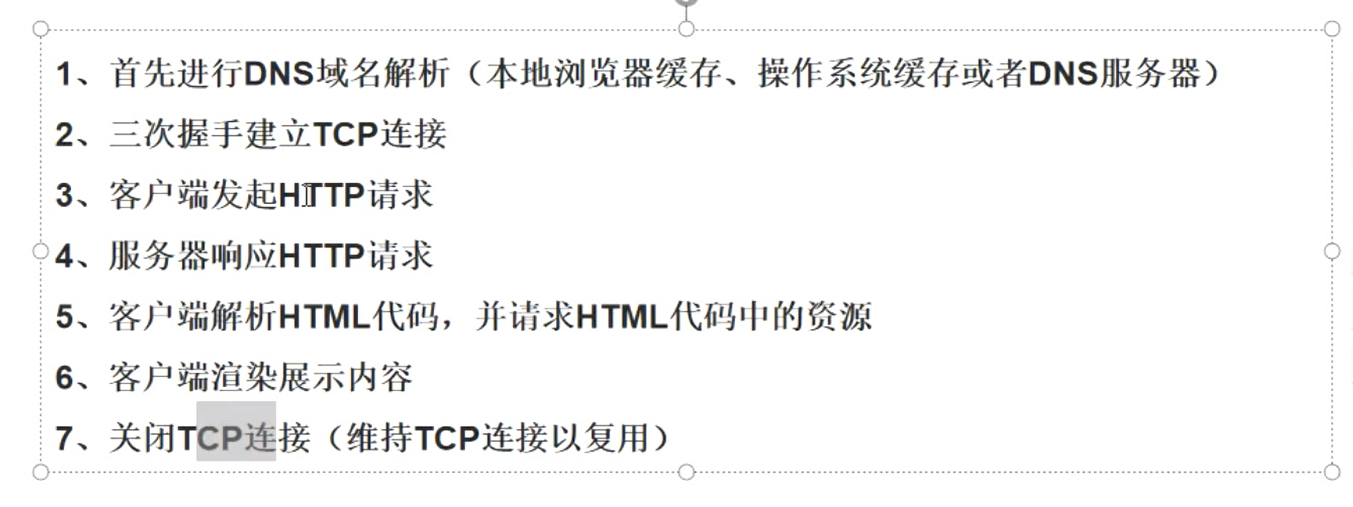 1、首先进行DNS域名解析（本地浏览器缓存、操作系统缓存或者DNS服务器）
2、三次握手建立TCP连接
3、客户端发起HTTP请求
4、服务器响应HTTP请求
5、客户端解析HTML代码，并请求HTML代码中的资源
6、客户端渲染展示内容
7、关闭TCP连接（维持TCP连接以复用）